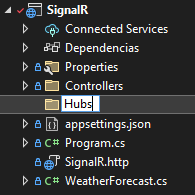 SignalR
Connected Services
Dependencias
Properties
Controllers
Hubs
appsettings.json
C# Program.cs
SignalR.http
C# WeatherForecast.cs